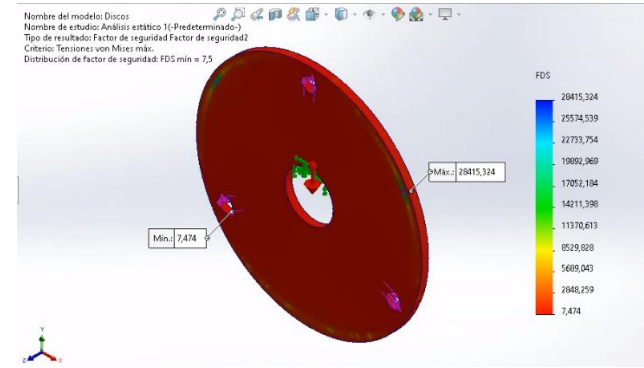 Nombre del modelo: Discos
Nombre de estudio: Análisis estático 1(-Predeterminado-)
Tipo de resultado: Factor de seguridad Factor de seguridad2
Criterio: Tensiones von Mises máx.
Distribución de factor de seguridad: FDS mín = 7,5
FDS
28415,324
25574,539
22733,754
19892,969
17052,184
14211,398
11370,613
8529,828
5689,043
2848,259
7,474
Máx.: 28415,324
Mín.: 7,474
Y
Z
X